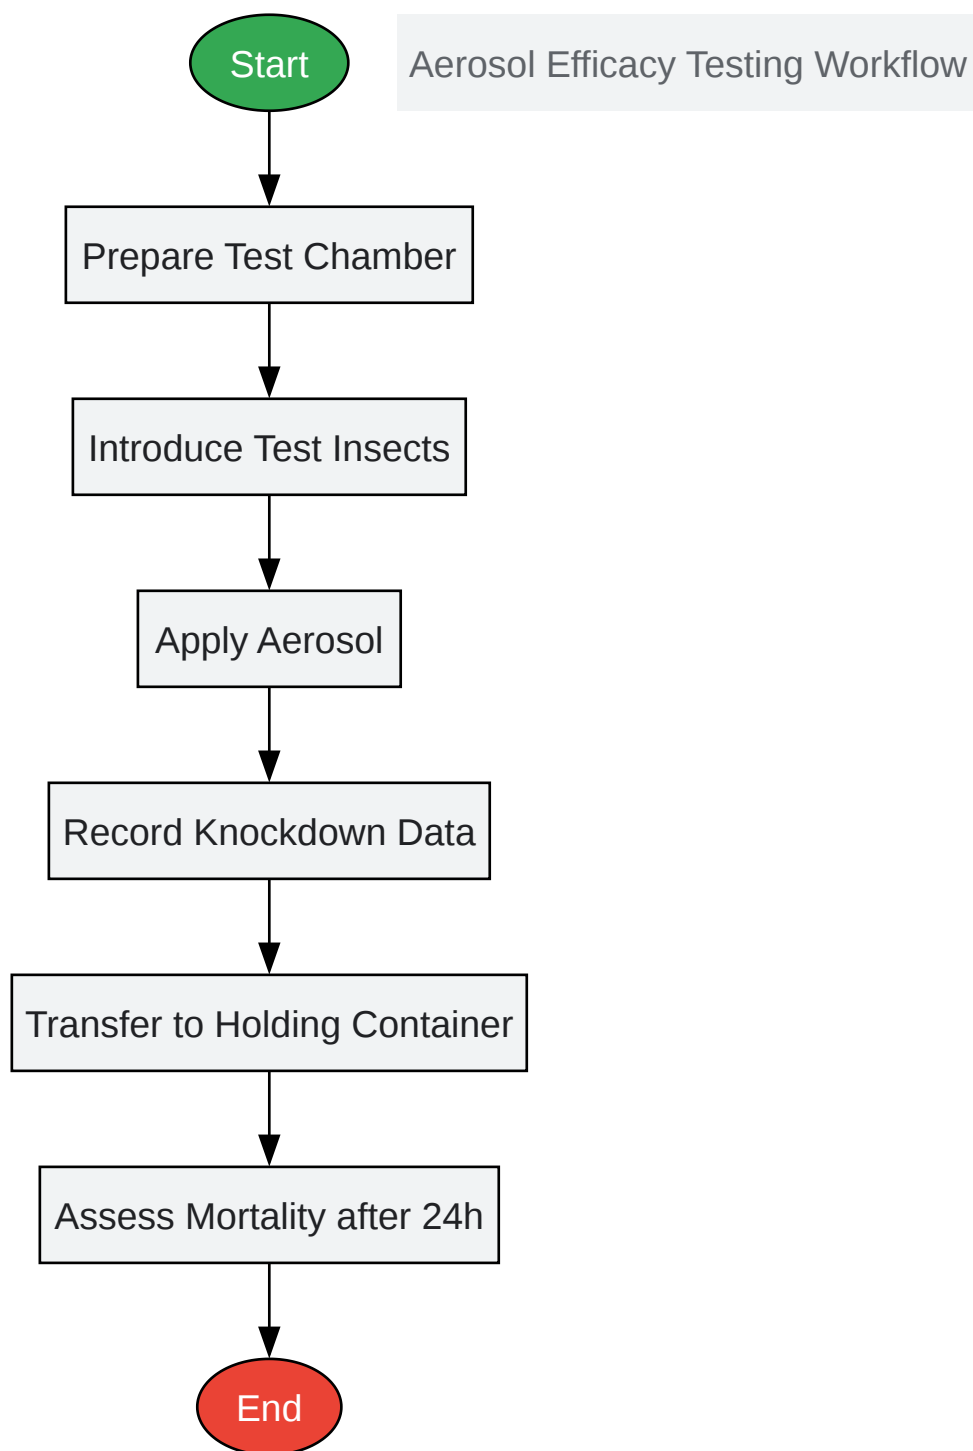 Start
Aerosol Efficacy Testing Workflow
Prepare Test Chamber
Introduce Test Insects
Apply Aerosol
Record Knockdown Data
Transfer to Holding Container
Assess Mortality after 24h
End